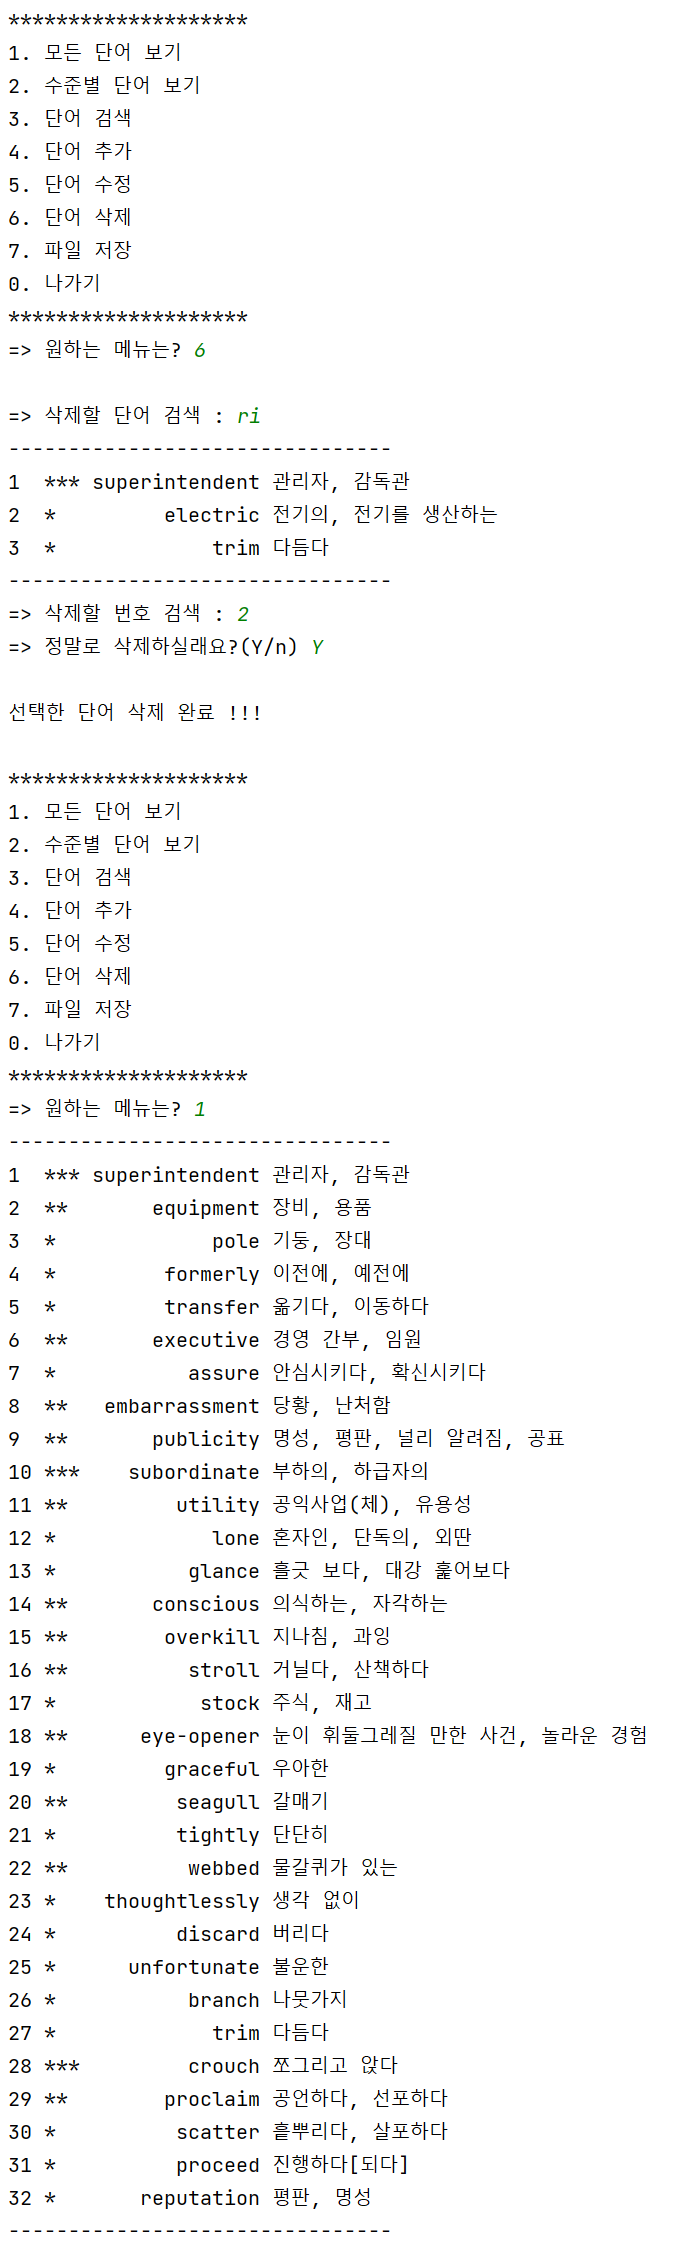 ********************
1. 모든 단어 보기
2. 수준별 단어 보기
3. 단어 검색
4. 단어 추가
5. 단어 수정
6. 단어 삭제
7. 파일 저장
0. 나가기
********************
=> 원하는 메뉴는? 6
=> 삭제할 단어 검색 : ri
--------------------------------
1  *** superintendent 관리자, 감독관
2  *         electric 전기의, 전기를 생산하는
3  *             trim 다듬다
--------------------------------
=> 삭제할 번호 검색 : 2
=> 정말로 삭제하실래요?(Y/n) Y
선택한 단어 삭제 완료 !!!
********************
1. 모든 단어 보기
2. 수준별 단어 보기
3. 단어 검색
4. 단어 추가
5. 단어 수정
6. 단어 삭제
7. 파일 저장
0. 나가기
********************
=> 원하는 메뉴는? 1
--------------------------------
1  *** superintendent 관리자, 감독관
2  **       equipment 장비, 용품
3  *             pole 기둥, 장대
4  *         formerly 이전에, 예전에
5  *         transfer 옮기다, 이동하다
6  **       executive 경영 간부, 임원
7  *           assure 안심시키다, 확신시키다
8  **   embarrassment 당황, 난처함
9  **       publicity 명성, 평판, 널리 알려짐, 공표
10 ***    subordinate 부하의, 하급자의
11 **         utility 공익사업(체), 유용성
12 *             lone 혼자인, 단독의, 외딴
13 *           glance 흘긋 보다, 대강 훑어보다
14 **       conscious 의식하는, 자각하는
15 **        overkill 지나침, 과잉
16 **          stroll 거닐다, 산책하다
17 *            stock 주식, 재고
18 **      eye-opener 눈이 휘둥그레질 만한 사건, 놀라운 경험
19 *         graceful 우아한
20 **         seagull 갈매기
21 *          tightly 단단히
22 **          webbed 물갈퀴가 있는
23 *    thoughtlessly 생각 없이
24 *          discard 버리다
25 *      unfortunate 불운한
26 *           branch 나뭇가지
27 *             trim 다듬다
28 ***         crouch 쪼그리고 앉다
29 **        proclaim 공언하다, 선포하다
30 *          scatter 흩뿌리다, 살포하다
31 *          proceed 진행하다[되다]
32 *       reputation 평판, 명성
--------------------------------